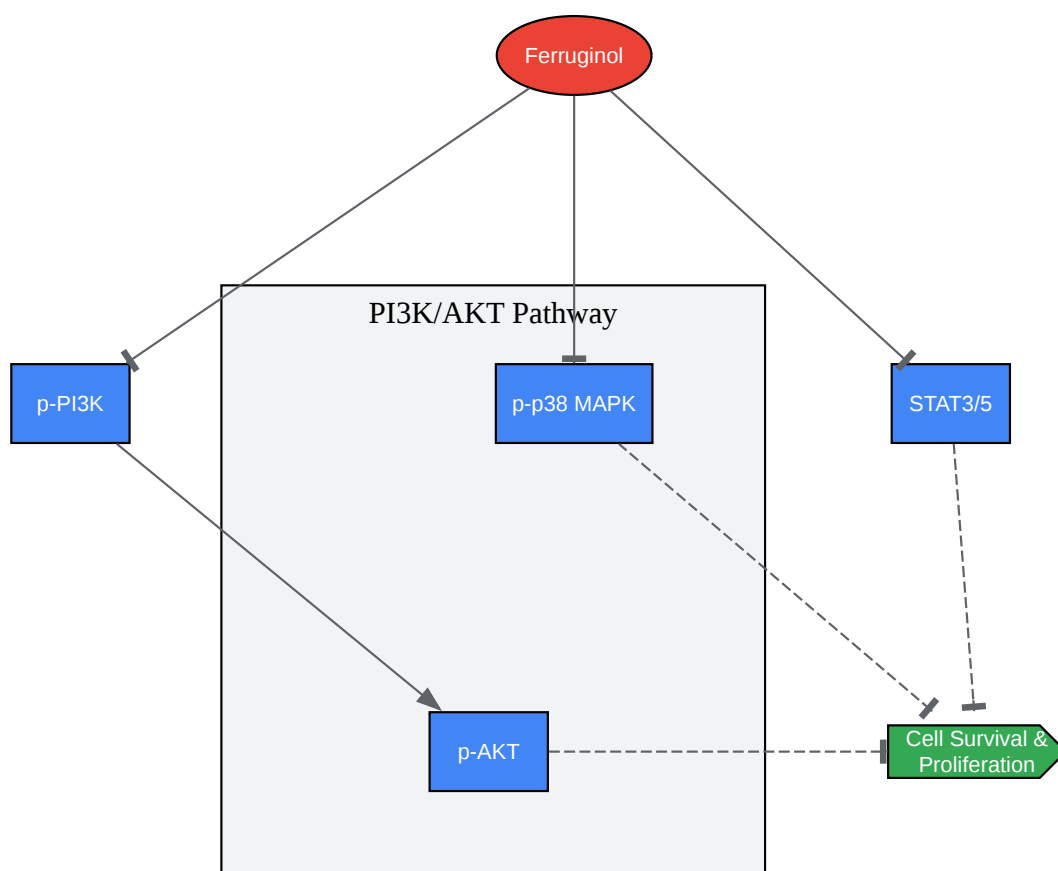 Ferruginol
PI3K/AKT Pathway
p-PI3K
p-p38 MAPK
STAT3/5
p-AKT
Cell Survival &
Proliferation